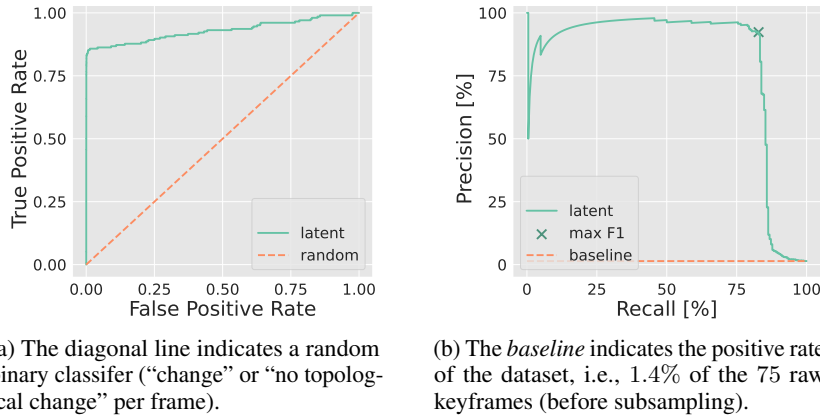 1.00
0.75
0.50
0.25
0.00
True Positive Rate
latent
random
0.00 0.25 0.50 0.75 1.00
False Positive Rate
100
75
50
25
0
Precision [%]
latent
max F1
baseline
0 25 50 75 100
Recall [%]
a) The diagonal line indicates a random
inary classifer (“change” or “no topolog-
cal change” per frame).
(b) The baseline indicates the positive rate
of the dataset, i.e., 1.4% of the 75 raw
keyframes (before subsampling).